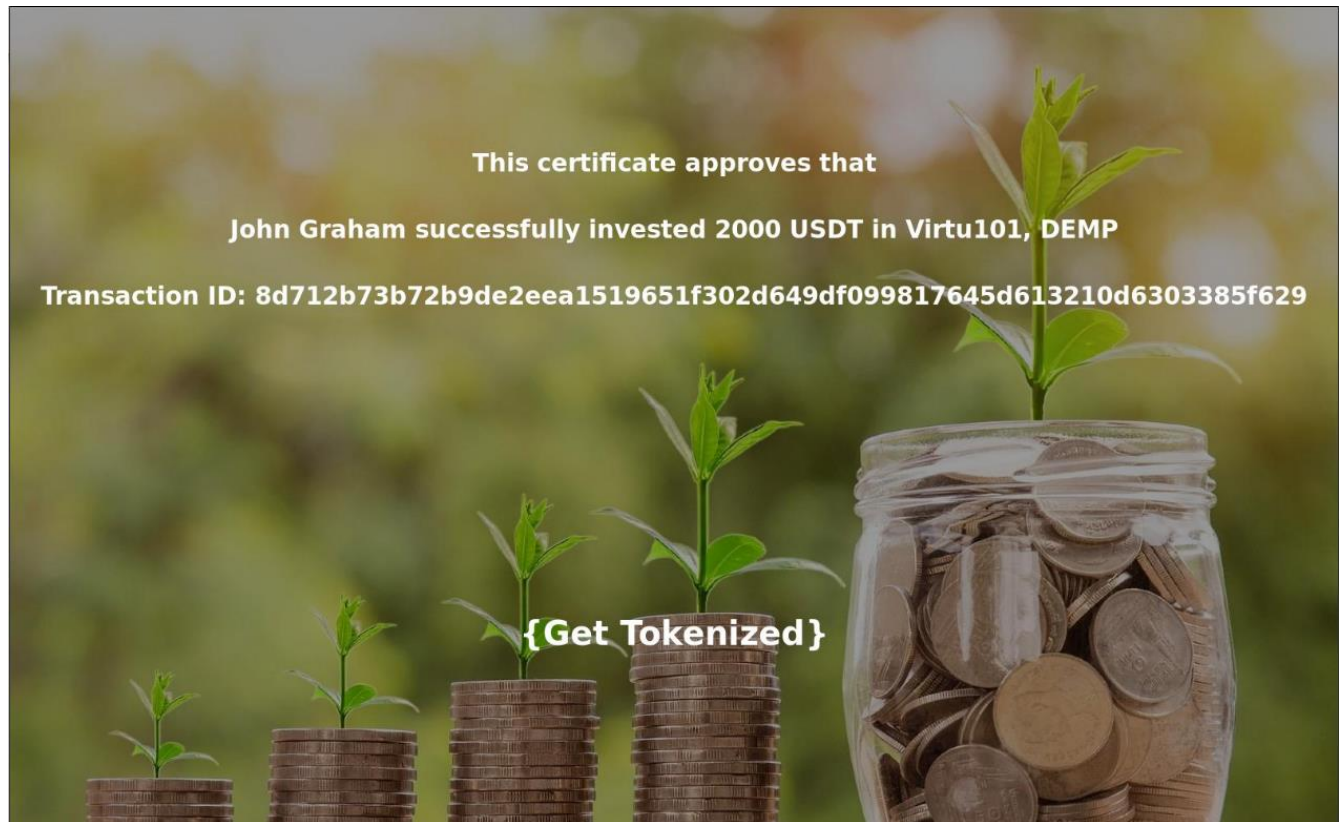 This certificate approves that
John Graham successfully invested 2000 USDT in Virtu101, DEMP
Transaction ID: 8d712b73b72b9de2eea1519651f302d649df099817645d613210d6303385f629
{Get Tokenized}